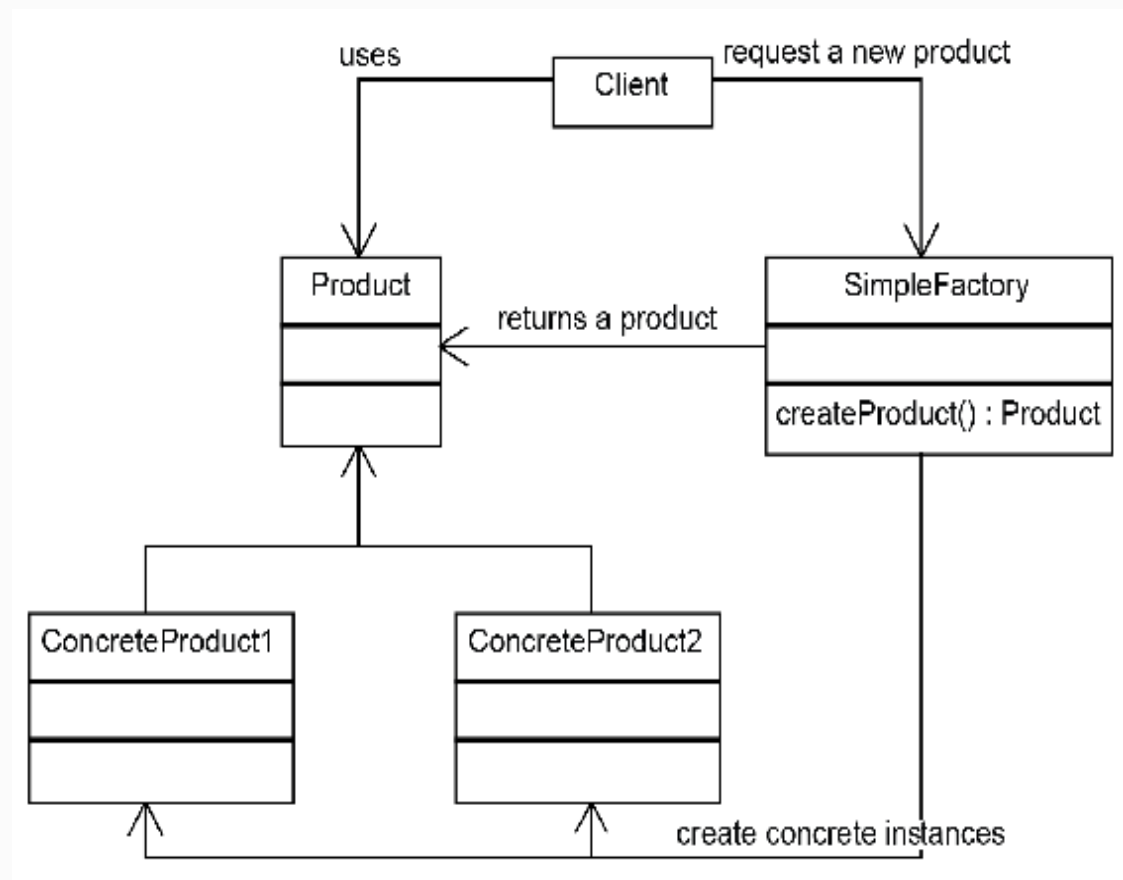 uses
request a new product
Client
Product
SimpleFactory
returns a product
createProduct() : Product
ConcreteProduct1
ConcreteProduct2
create concrete instances